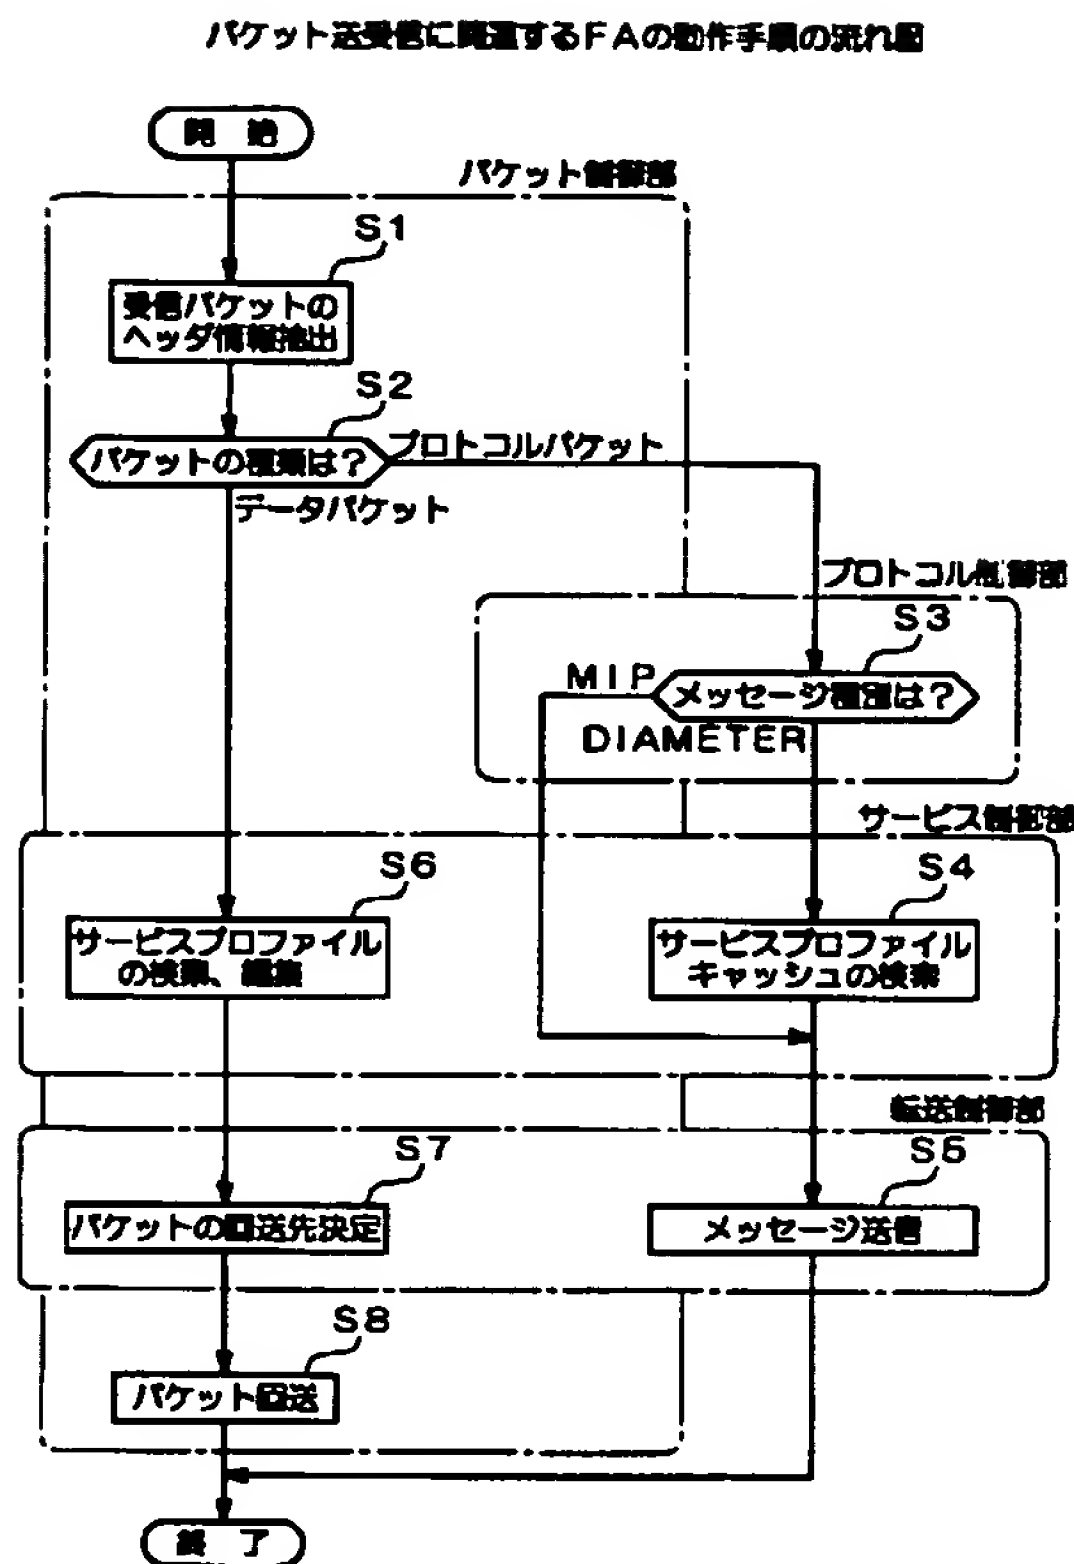 パケット送受信に関連するFAの動作手順の流れ図
開 始
パケット制御部
S1
受信パケットの
ヘッダ情報抽出
S2
パケットの種類は?
プロトコルパケット
データパケット
プロトコル制御部
S3
MIP
メッセージ種別は?
DIAMETER
サービス制御部
S6
S4
サービスプロファイル
の検索、編集
サービスプロファイル
キャッシュの検索
転送制御部
S7
S5
パケットの回送先決定
メッセージ送信
S8
パケット回送
終 了